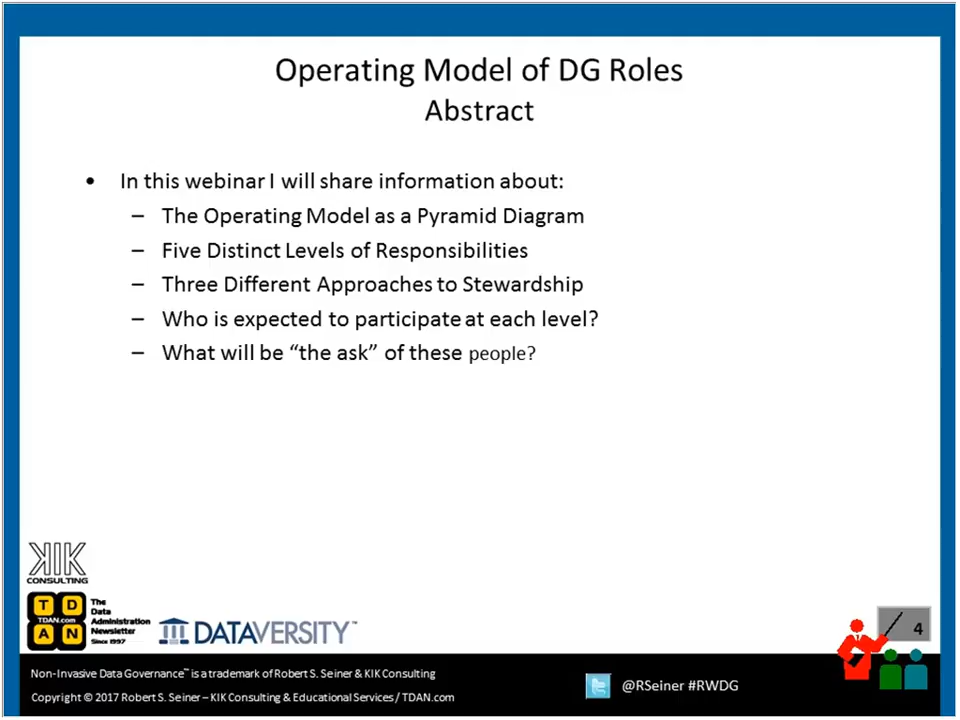 Operating Model of DG Roles
Abstract
• In this webinar I will share information about:
– The Operating Model as a Pyramid Diagram
– Five Distinct Levels of Responsibilities
– Three Different Approaches to Stewardship
– Who is expected to participate at each level?
– What will be “the ask” of these people?
KIK
CONSULTING
T D
TDAN.com
A N
The
Data
Administration
Newsletter
Since 1997
DATAVERSITY™
4
Non-Invasive Data Governance™ is a trademark of Robert S. Seiner & KIK Consulting
Copyright © 2017 Robert S. Seiner – KIK Consulting & Educational Services / TDAN.com
@RSeiner #RWDG